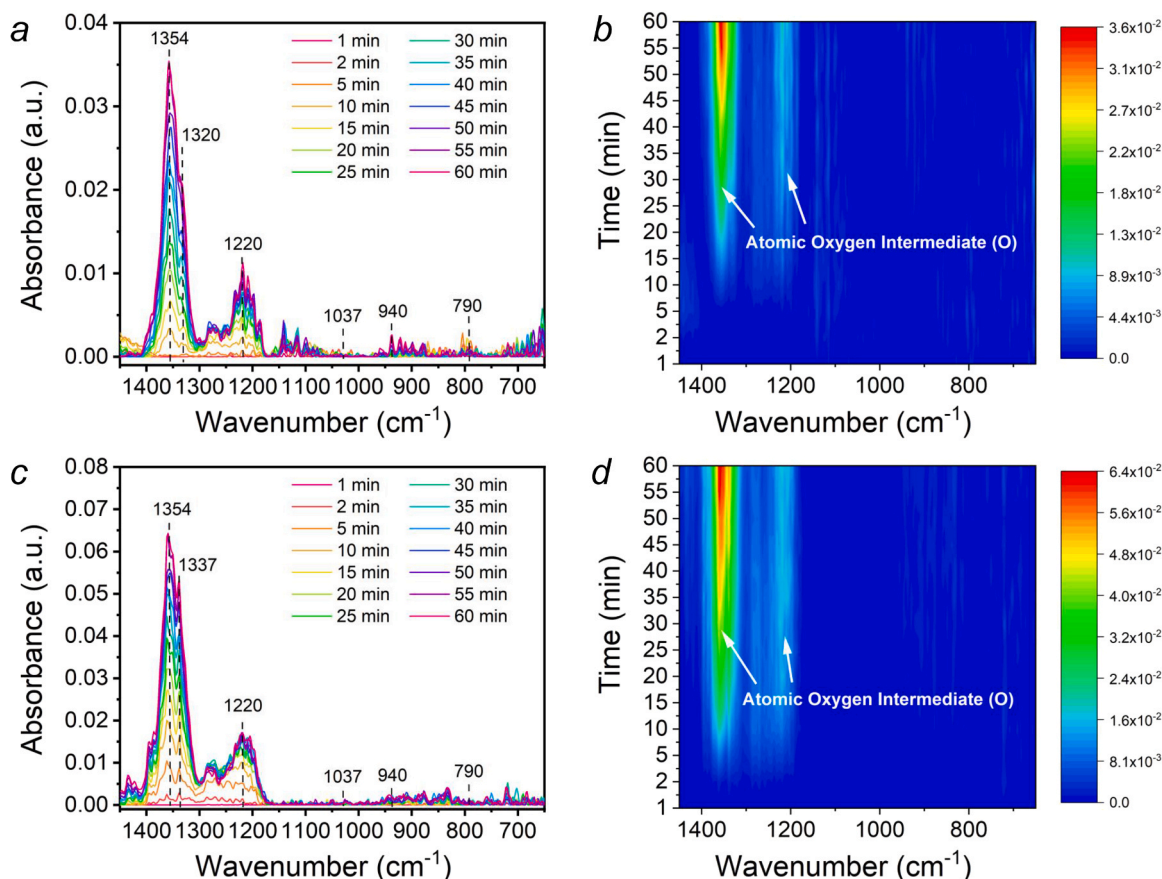 a
1354
1320
1220
1037
940
790
1 min
2 min
5 min
10 min
15 min
20 min
25 min
30 min
35 min
40 min
45 min
50 min
55 min
60 min
0.04
0.03
0.02
0.01
0.00
Absorbance (a.u.)
1400 1300 1200 1100 1000 900 800 700
Wavenumber (cm⁻¹)
b
60
55
50
45
40
35
30
25
20
15
10
5
2
1
Time (min)
Atomic Oxygen Intermediate (O)
1400 1200 1000 800
Wavenumber (cm⁻¹)
3.6x10⁻²
3.2x10⁻²
2.7x10⁻²
2.2x10⁻²
1.8x10⁻²
1.4x10⁻²
8.9x10⁻³
4.4x10⁻³
0.0
c
1354
1337
1220
1037
940
790
1 min
2 min
5 min
10 min
15 min
20 min
25 min
30 min
35 min
40 min
45 min
50 min
55 min
60 min
0.08
0.07
0.06
0.05
0.04
0.03
0.02
0.01
0.00
Absorbance (a.u.)
1400 1300 1200 1100 1000 900 800 700
Wavenumber (cm⁻¹)
d
60
55
50
45
40
35
30
25
20
15
10
5
2
1
Time (min)
Atomic Oxygen Intermediate (O)
1400 1200 1000 800
Wavenumber (cm⁻¹)
6.4x10⁻²
5.6x10⁻²
4.8x10⁻²
4.0x10⁻²
3.2x10⁻²
2.4x10⁻²
1.6x10⁻²
8.0x10⁻³
0.0